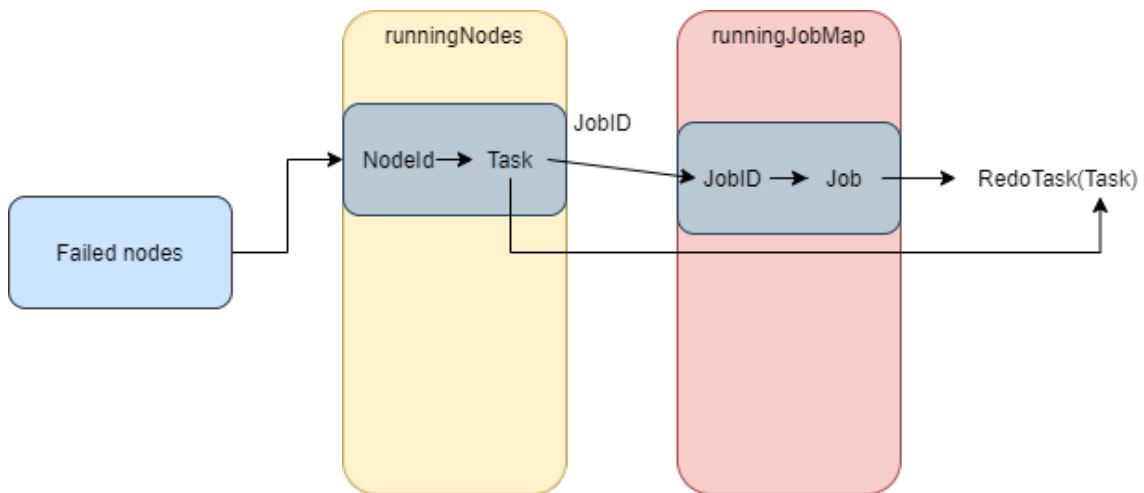 runningNodes
runningJobMap
JobID
NodeId
Task
JobID
Job
RedoTask(Task)
Failed nodes